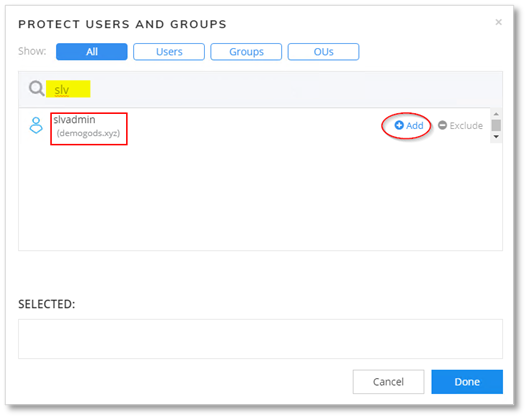 PROTECT USERS AND GROUPS ×
Show: All Users Groups OUs
slv
slvadmin
(demogods.xyz) Add Exclude
SELECTED:
Cancel Done